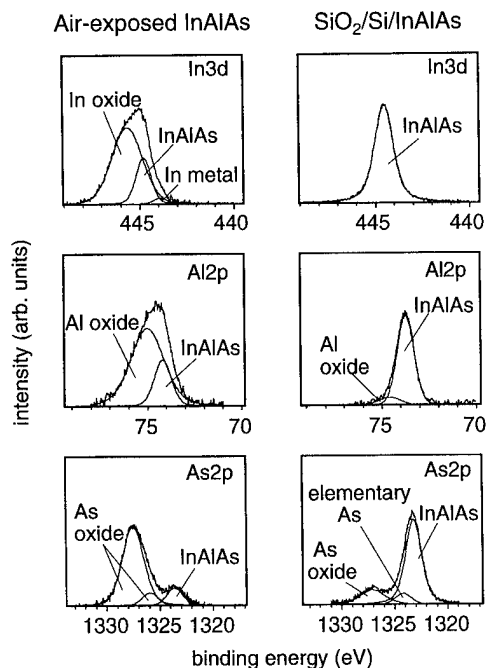 Air-exposed InAlAs
SiO₂/Si/InAlAs
In3d
In oxide
InAlAs
In metal
445
440
In3d
InAlAs
445
440
intensity (arb. units)
Al2p
Al oxide
InAlAs
75
70
Al2p
InAlAs
Al
oxide
75
70
As2p
As
oxide
InAlAs
1330
1325
1320
As2p
elementary
As
InAlAs
As
oxide
1330
1325
1320
binding energy (eV)